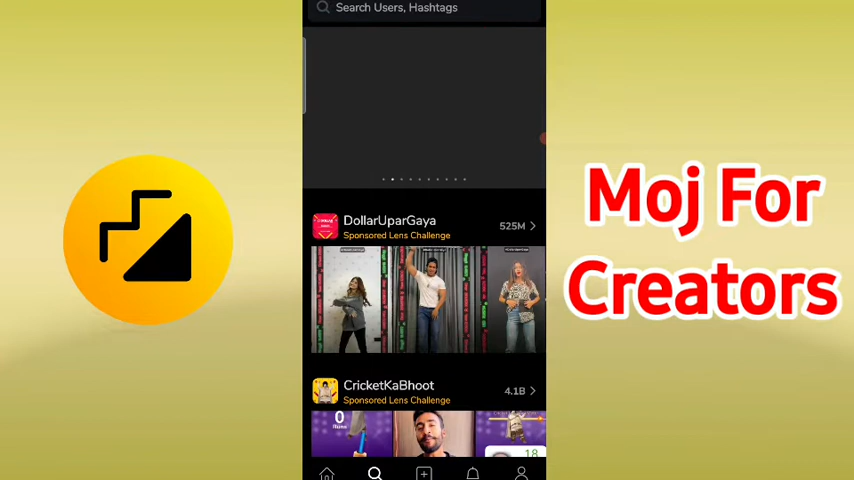 Search Users, Hashtags
DollarUparGaya
Sponsored Lens Challenge
525M
CricketKaBhoot
Sponsored Lens Challenge
4.1B
0
18
Moj For
Creators